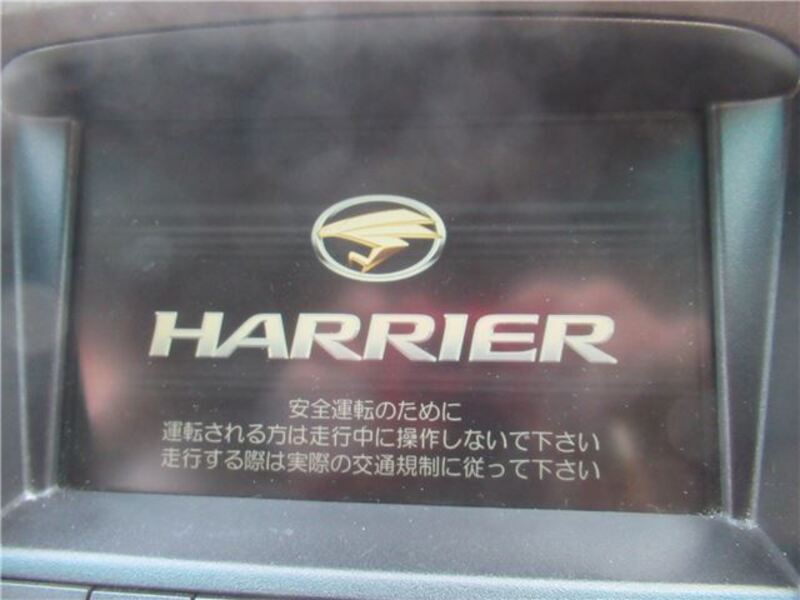 HARRIER
安全運転のために
運転される方は走行中に操作しないで下さい
走行する際は実際の交通規制に従って下さい